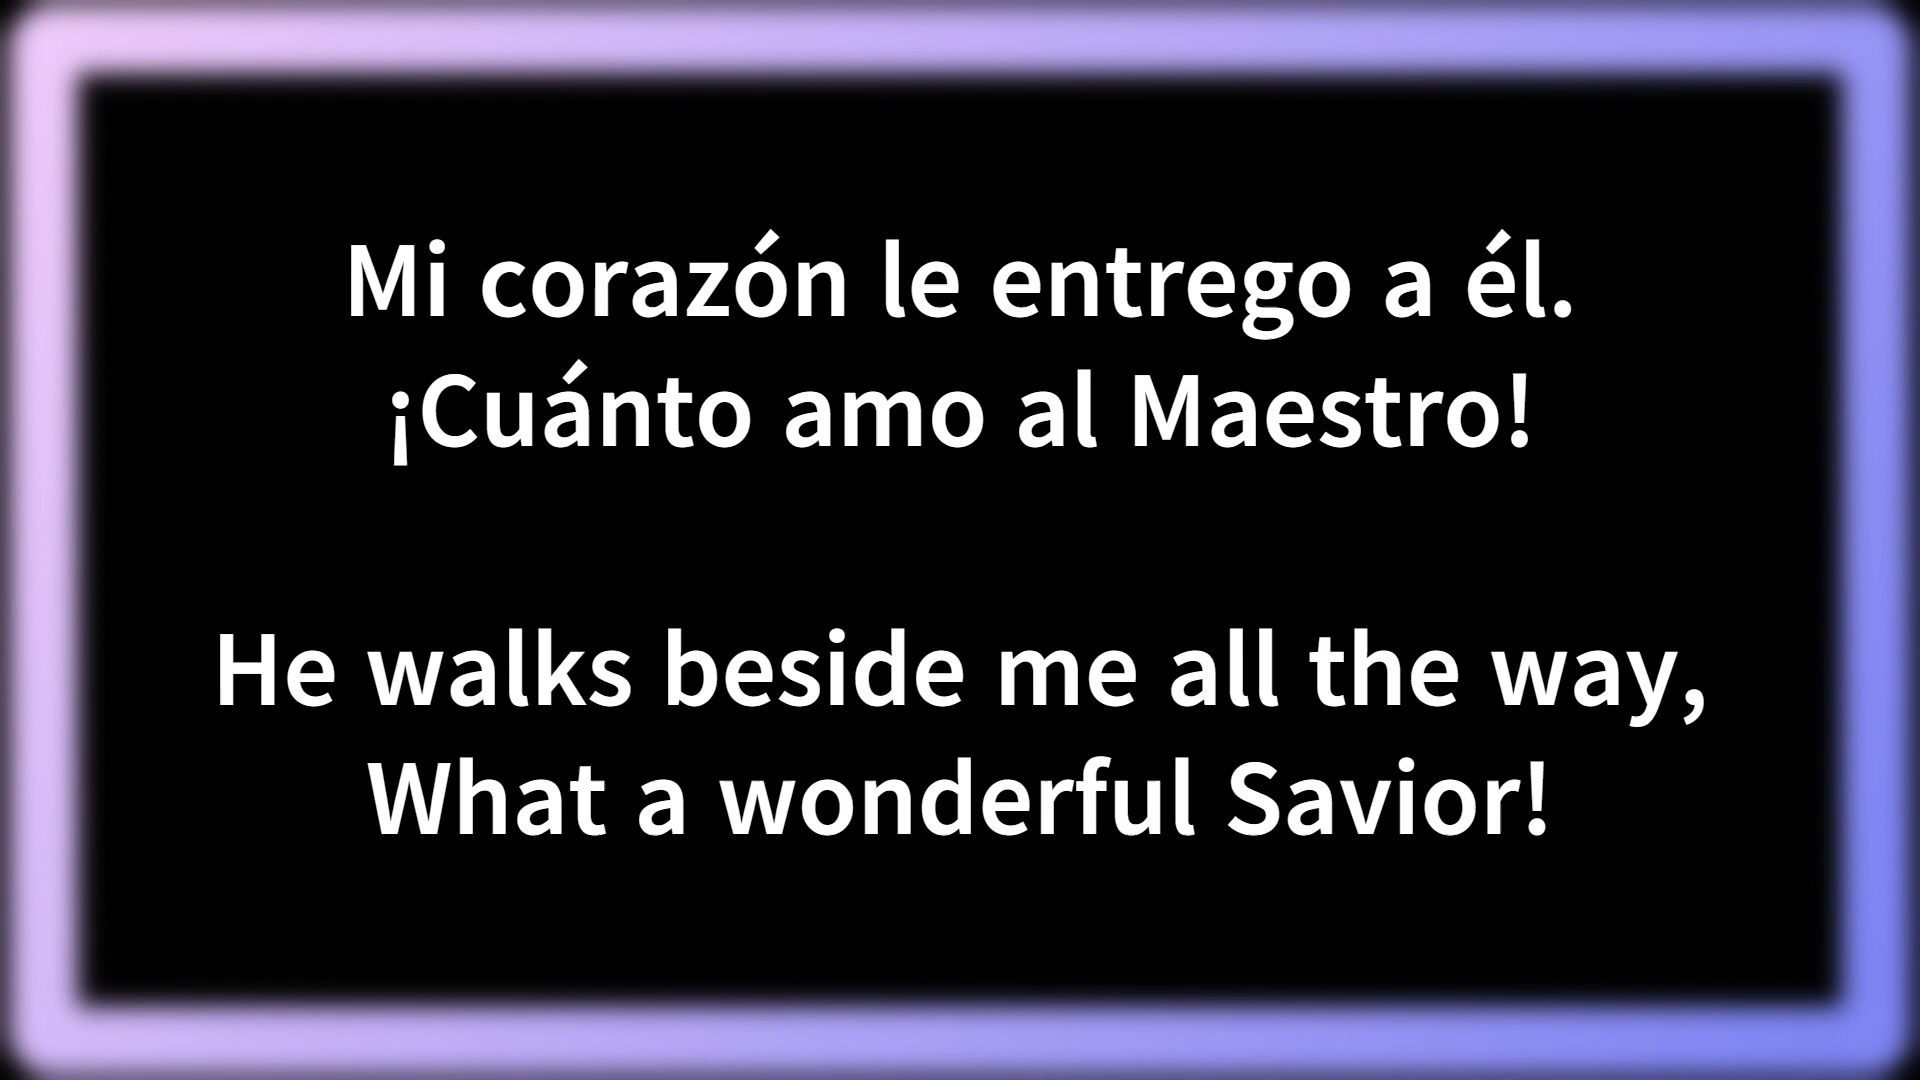 Mi corazón le entrego a él.
¡Cuánto amo al Maestro!
He walks beside me all the way,
What a wonderful Savior!